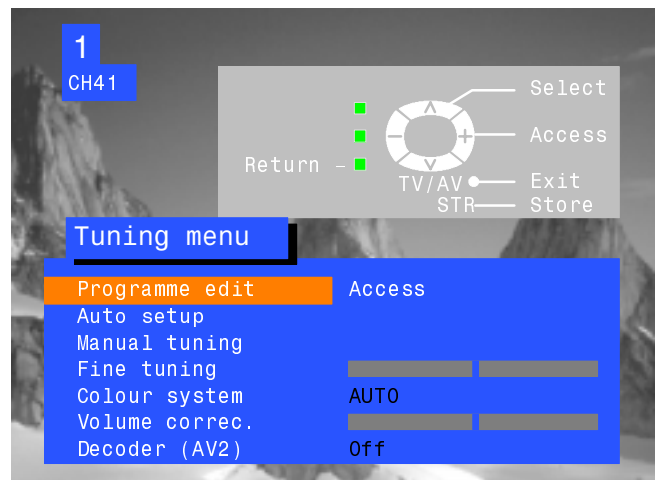 1
CH41
Select
Access
Return
TV/AV
Exit
STR
Store
Tuning menu
Programme edit Access
Auto setup
Manual tuning
Fine tuning
Colour system AUTO
Volume correc.
Decoder (AV2) Off